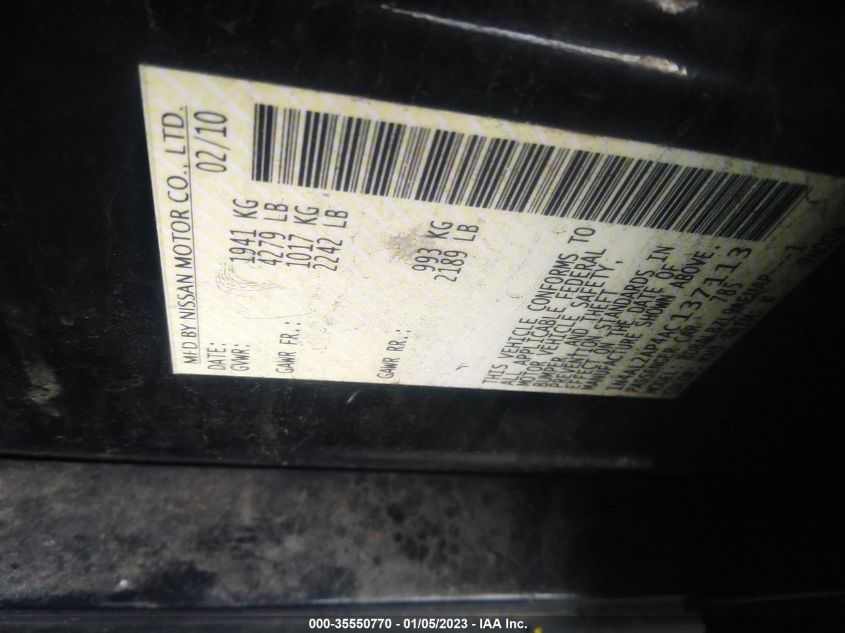 MFD BY NISSAN MOTOR CO., LTD.
DATE: 02/10
GVWR: 1941 KG
4279 LB
GAWR FR.: 1017 KG
2242 LB
GAWR RR.: 993 KG
2189 LB
THIS VEHICLE CONFORMS TO
ALL APPLICABLE FEDERAL
MOTOR VEHICLE SAFETY,
BUMPER, AND THEFT
PREVENTION STANDARDS IN
EFFECT ON THE DATE OF
MANUFACTURE SHOWN ABOVE.
1N4AL2AP4AC137113
PASSENGER CAR
000-35550770 - 01/05/2023 - IAA Inc.